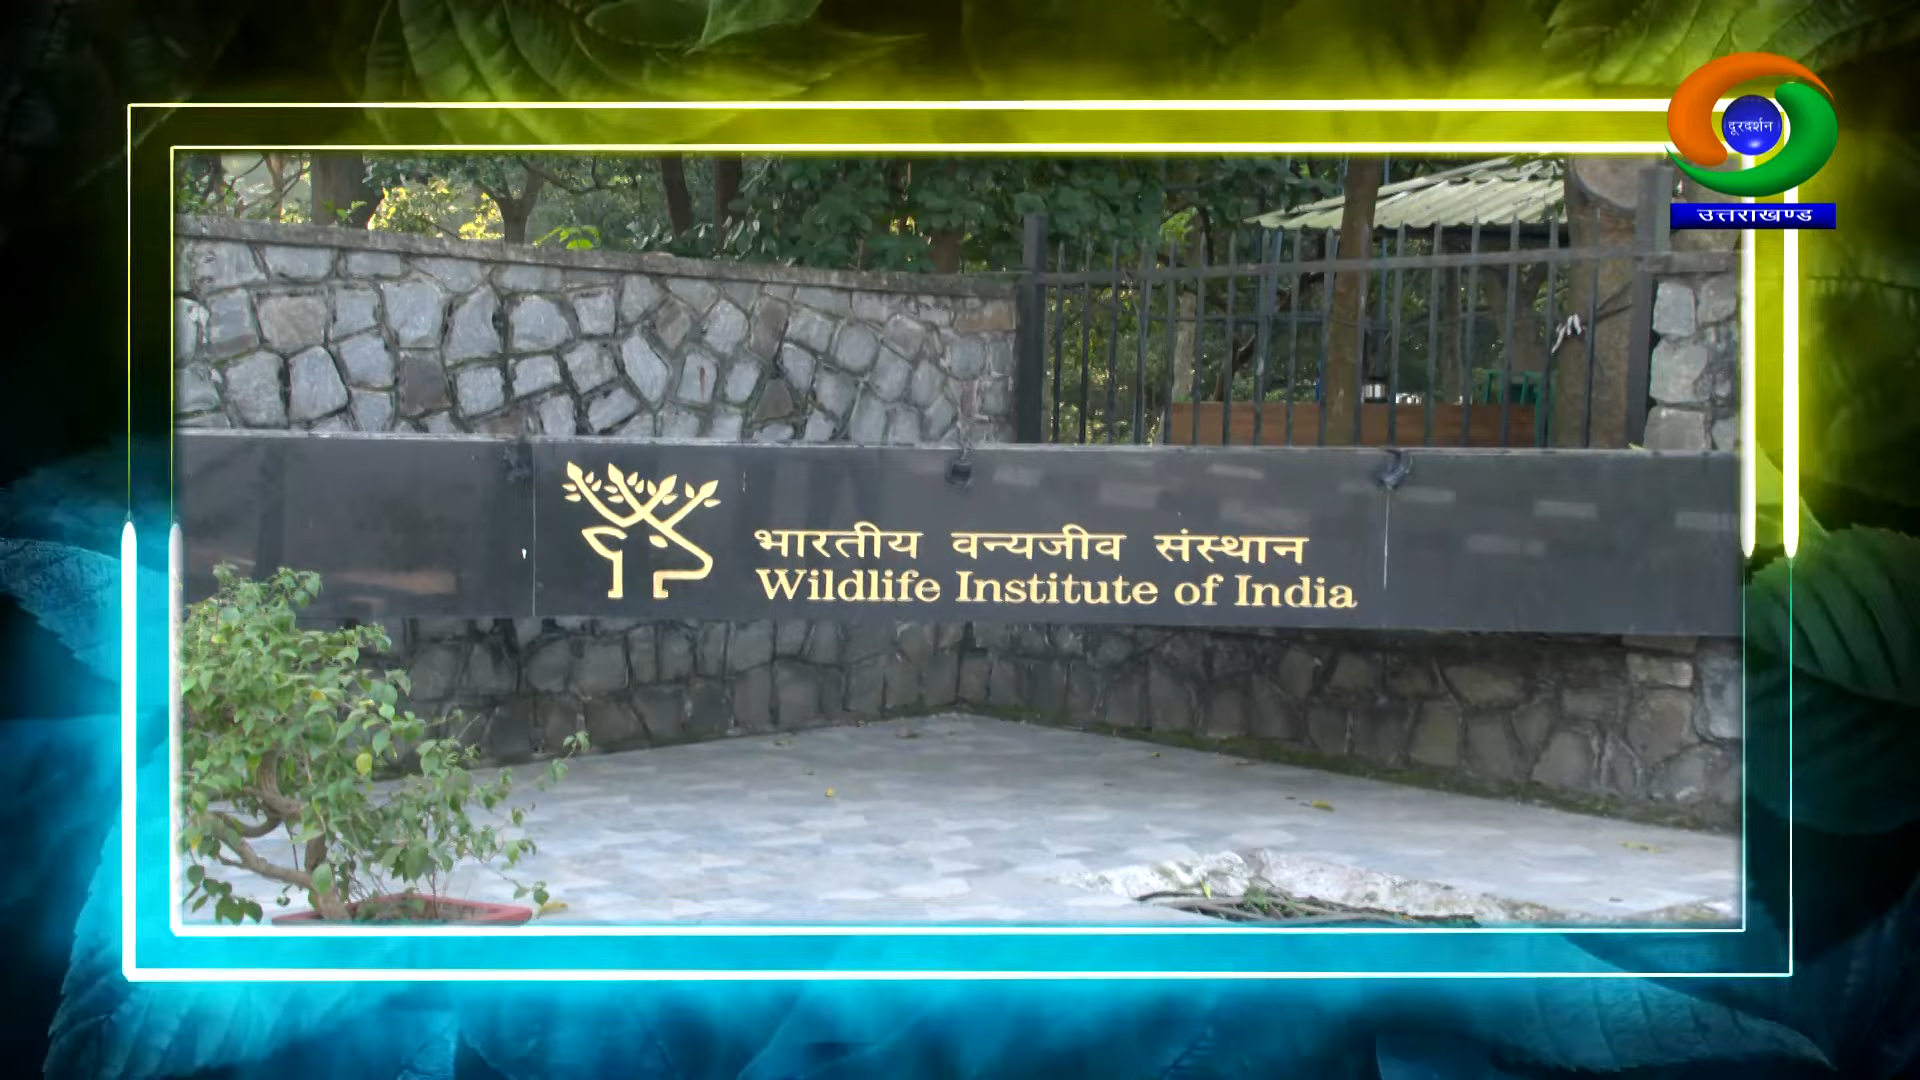 दूरदर्शन
उत्तराखण्ड
भारतीय वन्यजीव संस्थान
Wildlife Institute of India